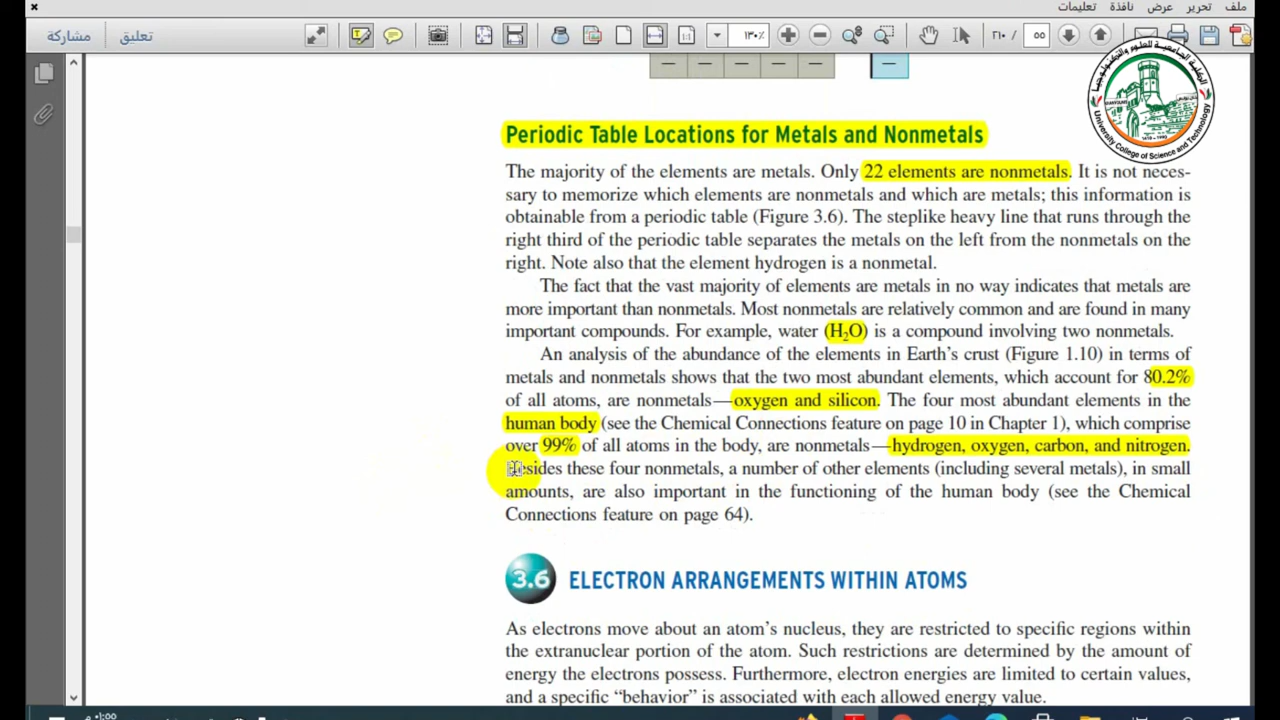 ملف تحرير عرض نافذة تعليمات
مشاركة تعليق ١٣٠٪ ٢١٠ / ٥٥
الكلية الجامعية للعلوم والتكنولوجيا
University College of Science and Technology
Periodic Table Locations for Metals and Nonmetals
The majority of the elements are metals. Only 22 elements are nonmetals. It is not neces-
sary to memorize which elements are nonmetals and which are metals; this information is
obtainable from a periodic table (Figure 3.6). The steplike heavy line that runs through the
right third of the periodic table separates the metals on the left from the nonmetals on the
right. Note also that the element hydrogen is a nonmetal.
The fact that the vast majority of elements are metals in no way indicates that metals are
more important than nonmetals. Most nonmetals are relatively common and are found in many
important compounds. For example, water (H₂O) is a compound involving two nonmetals.
An analysis of the abundance of the elements in Earth's crust (Figure 1.10) in terms of
metals and nonmetals shows that the two most abundant elements, which account for 80.2%
of all atoms, are nonmetals—oxygen and silicon. The four most abundant elements in the
human body (see the Chemical Connections feature on page 10 in Chapter 1), which comprise
over 99% of all atoms in the body, are nonmetals—hydrogen, oxygen, carbon, and nitrogen.
Besides these four nonmetals, a number of other elements (including several metals), in small
amounts, are also important in the functioning of the human body (see the Chemical
Connections feature on page 64).
3.6 ELECTRON ARRANGEMENTS WITHIN ATOMS
As electrons move about an atom's nucleus, they are restricted to specific regions within
the extranuclear portion of the atom. Such restrictions are determined by the amount of
energy the electrons possess. Furthermore, electron energies are limited to certain values,
and a specific “behavior” is associated with each allowed energy value.